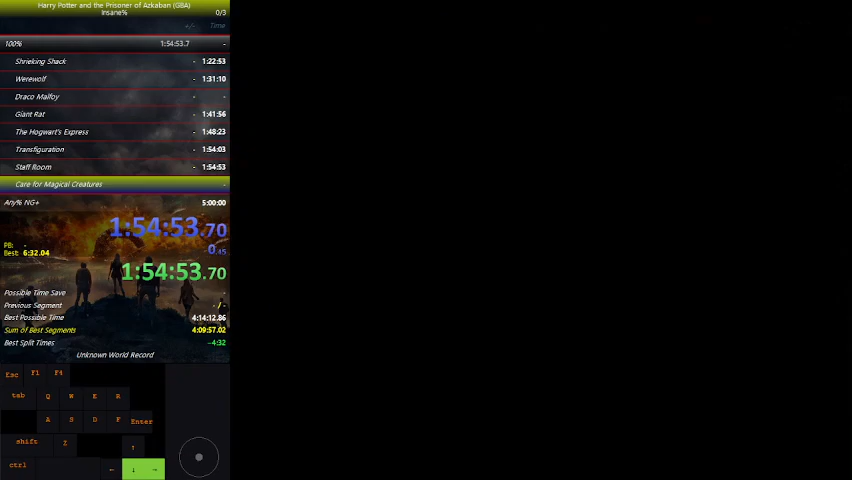 Harry Potter and the Prisoner of Azkaban (GBA)
Insane% 0/3
+/- Time
100% 1:54:53.7 -
Shrieking Shack - 1:22:53
Werewolf - 1:31:10
Draco Malfoy - -
Giant Rat - 1:41:56
The Hogwart's Express - 1:48:23
Transfiguration - 1:54:03
Staff Room - 1:54:53
Care for Magical Creatures -
Any% NG+ 5:00:00
1:54:53.70
PB: -
0.45
Best: 6:32.04
1:54:53.70
Possible Time Save -
Previous Segment - / -
Best Possible Time 4:14:12.86
Sum of Best Segments 4:09:57.02
Best Split Times -4:32
Unknown World Record
Esc F1 F4
tab Q W E R
A S D F Enter
shift Z ↑
ctrl ← ↓ →